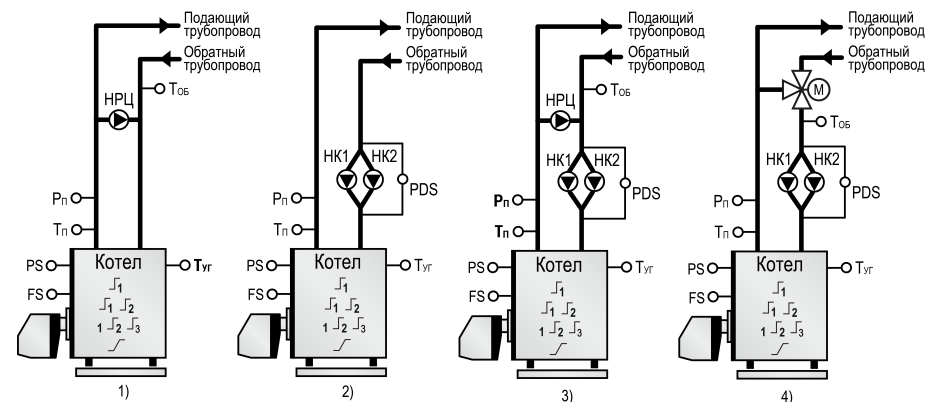 Подающий
трубопровод
Обратный
трубопровод
НРЦ
TОБ
PП
TП
PS
FS
Котел
TУГ
1
1 2
1 2 3
1)
Подающий
трубопровод
Обратный
трубопровод
НК1 НК2
PDS
PП
TП
PS
FS
Котел
TУГ
1
1 2
1 2 3
2)
Подающий
трубопровод
Обратный
трубопровод
TОБ
НРЦ
НК1 НК2
PDS
PП
TП
PS
FS
Котел
TУГ
1
1 2
1 2 3
3)
Подающий
трубопровод
Обратный
трубопровод
M
TОБ
НК1 НК2
PDS
PП
TП
PS
FS
Котел
TУГ
1
1 2
1 2 3
4)